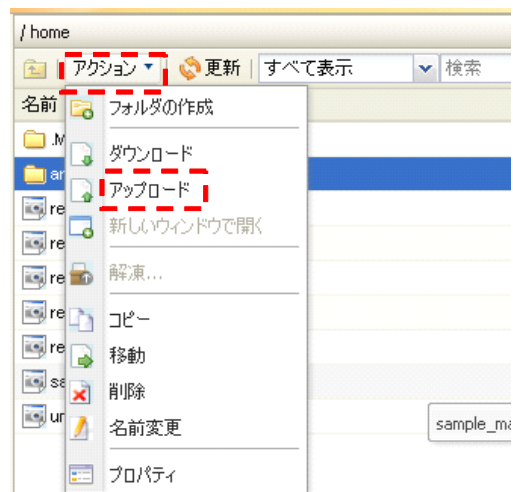 / home
アクション 更新 すべて表示 検索
名前
フォルダの作成
.M
ダウンロード
ar
アップロード
re
新しいウィンドウで開く
re
re
解凍...
re
コピー
re
移動
sa
削除
ur
名前変更
sample_ma
プロパティ